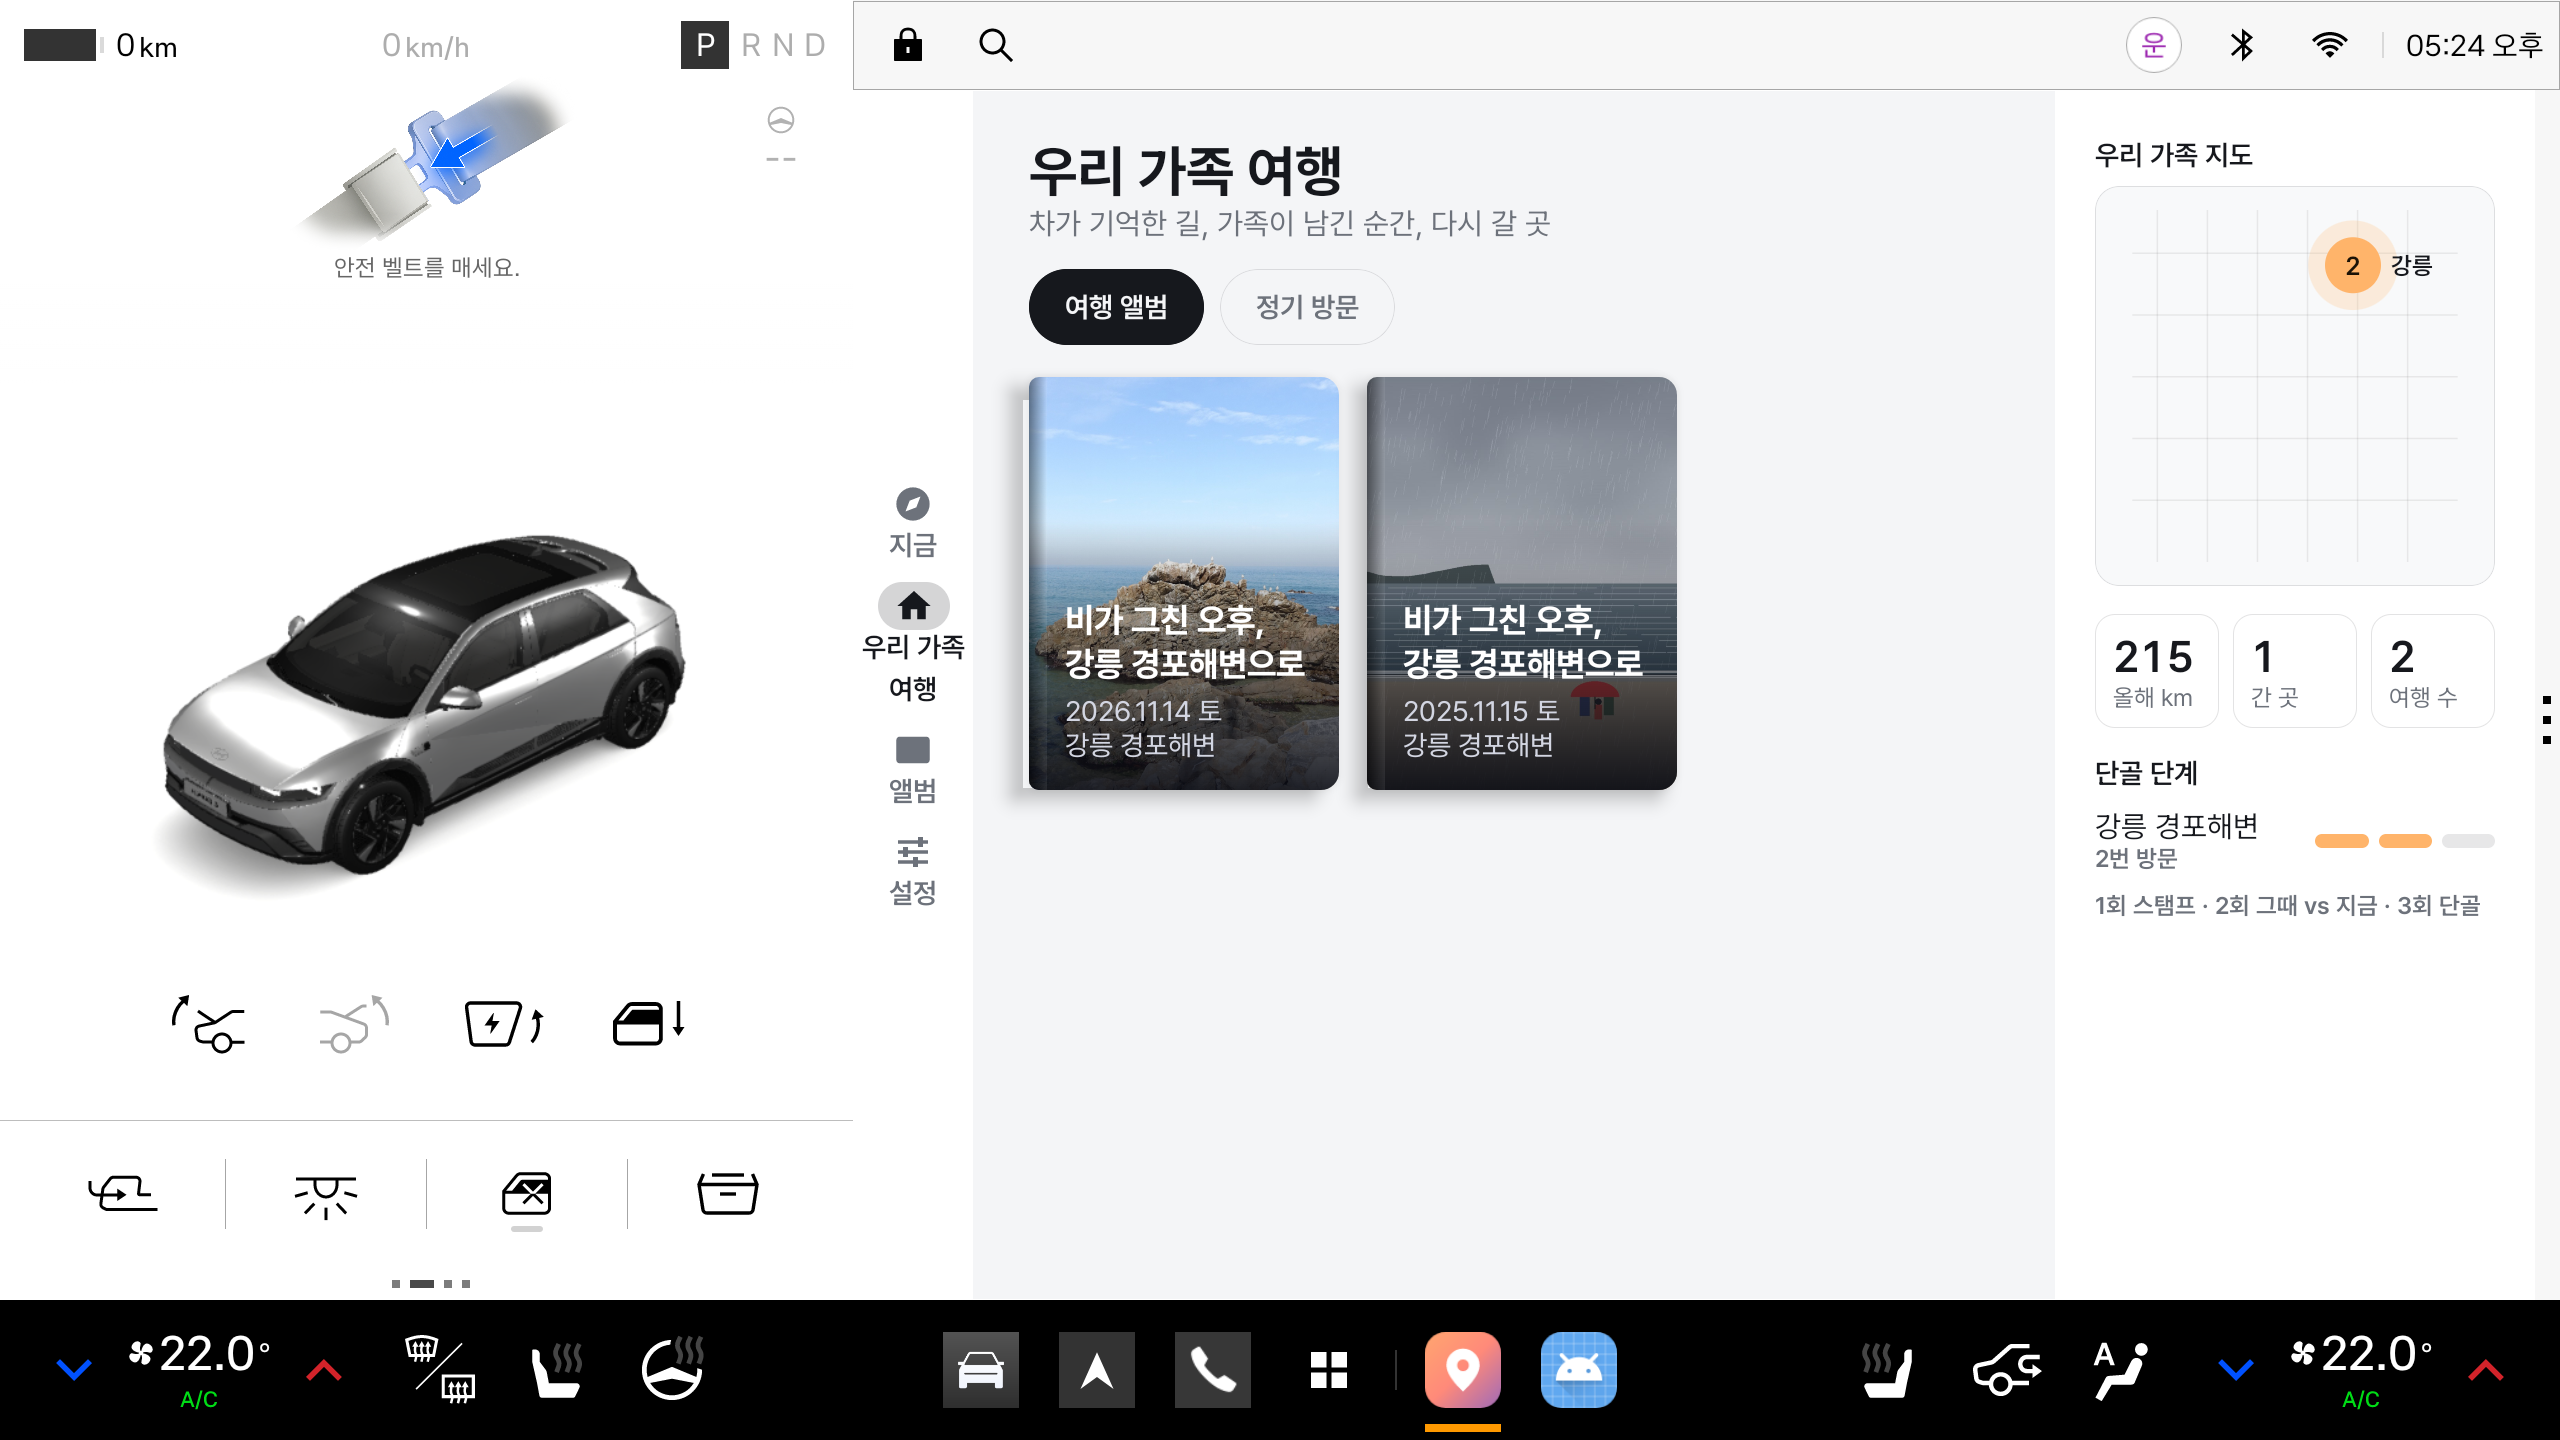 0 km
0 km/h
P R N D
안전 벨트를 매세요.
운
05:24 오후
지금
우리 가족
여행
앨범
설정
우리 가족 여행
차가 기억한 길, 가족이 남긴 순간, 다시 갈 곳
여행 앨범
정기 방문
비가 그친 오후,
강릉 경포해변으로
2026.11.14 토
강릉 경포해변
비가 그친 오후,
강릉 경포해변으로
2025.11.15 토
강릉 경포해변
우리 가족 지도
2 강릉
215
올해 km
1
간 곳
2
여행 수
단골 단계
강릉 경포해변
2번 방문
1회 스탬프 · 2회 그때 vs 지금 · 3회 단골
22.0°
A/C
A
22.0°
A/C